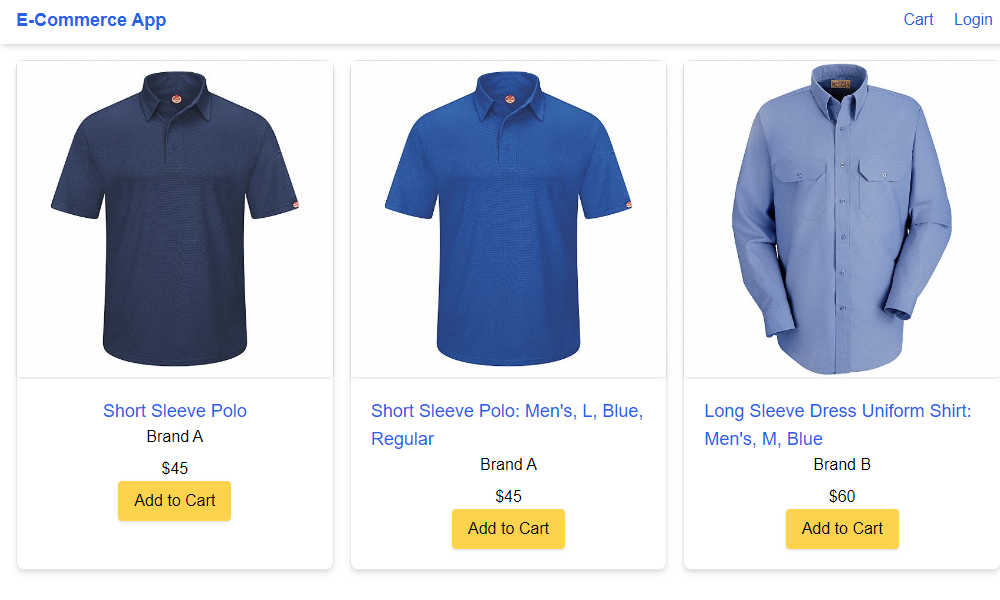 E-Commerce App
Cart
Login
Short Sleeve Polo
Brand A
$45
Add to Cart
Short Sleeve Polo: Men's, L, Blue,
Regular
Brand A
$45
Add to Cart
Long Sleeve Dress Uniform Shirt:
Men's, M, Blue
Brand B
$60
Add to Cart